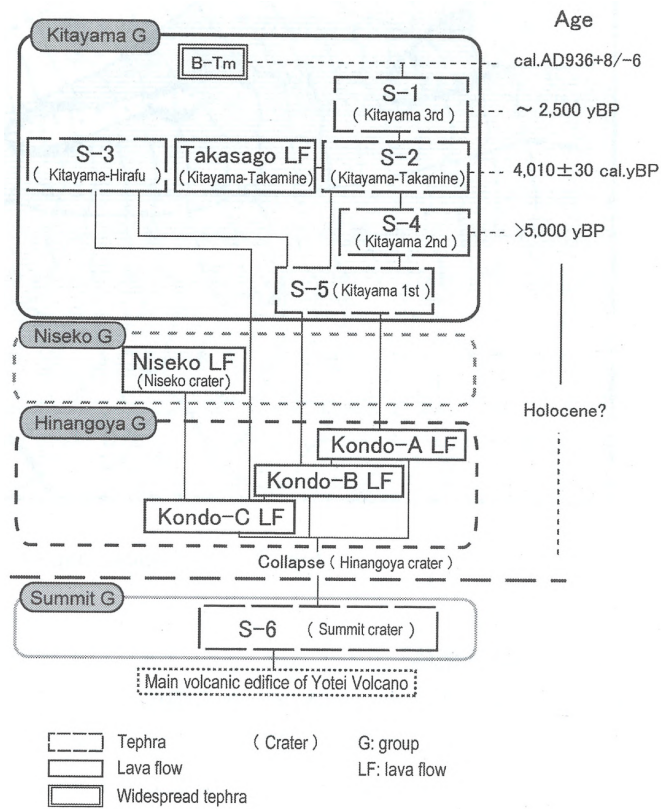 Age
Kitayama G
B-Tm
cal.AD936+8/-6
S-1
( Kitayama 3rd )
~ 2,500 yBP
S-3
( Kitayama-Hirafu )
Takasago LF
(Kitayama-Takamine)
S-2
(Kitayama-Takamine)
4,010±30 cal.yBP
S-4
( Kitayama 2nd )
>5,000 yBP
S-5 ( Kitayama 1st )
Niseko G
Niseko LF
(Niseko crater)
Holocene?
Hinangoya G
Kondo-A LF
Kondo-B LF
Kondo-C LF
Collapse ( Hinangoya crater )
Summit G
S-6 ( Summit crater )
Main volcanic edifice of Yotei Volcano
Tephra ( Crater ) G: group
Lava flow LF: lava flow
Widespread tephra